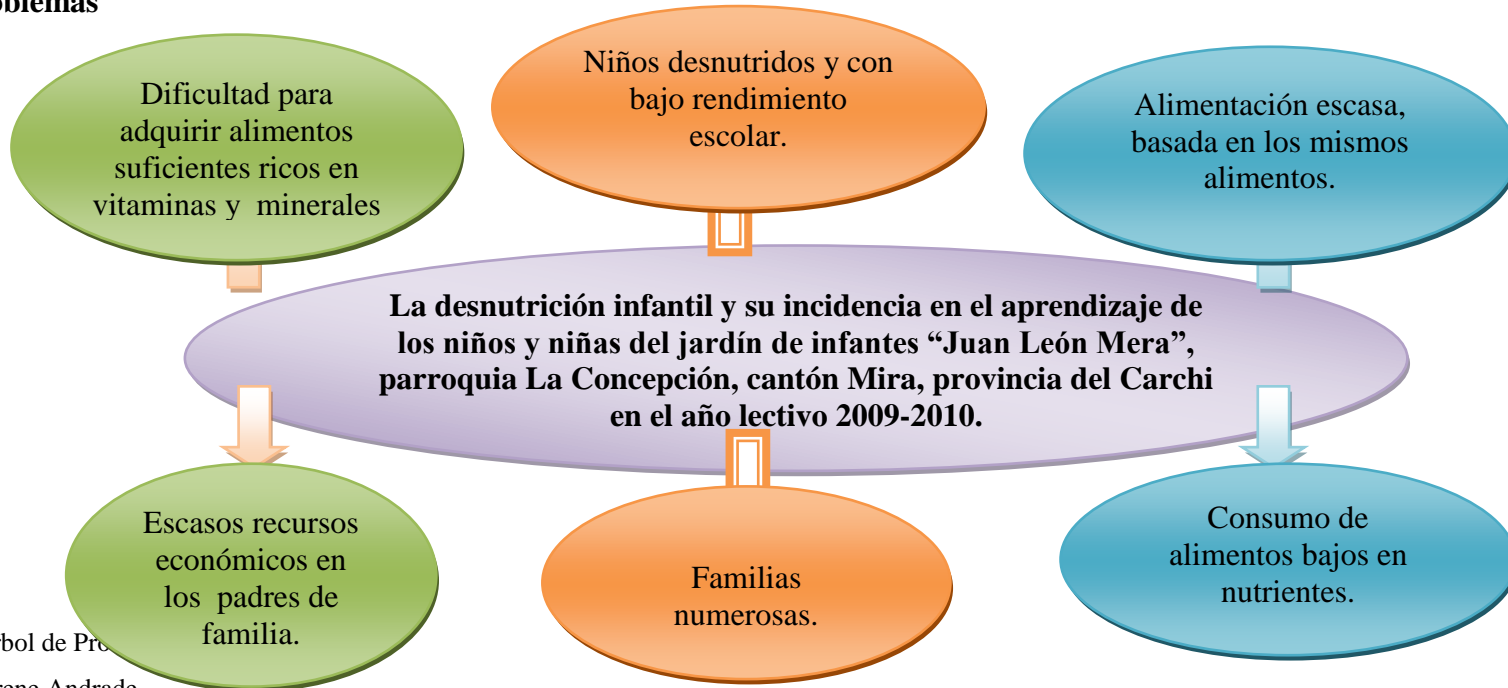 Dificultad para
adquirir alimentos
suficientes ricos en
vitaminas y minerales
Niños desnutridos y con
bajo rendimiento
escolar.
Alimentación escasa,
basada en los mismos
alimentos.
La desnutrición infantil y su incidencia en el aprendizaje de
los niños y niñas del jardín de infantes “Juan León Mera”,
parroquia La Concepción, cantón Mira, provincia del Carchi
en el año lectivo 2009-2010.
Escasos recursos
económicos en
los padres de
familia.
Familias
numerosas.
Consumo de
alimentos bajos en
nutrientes.
de
Andrade